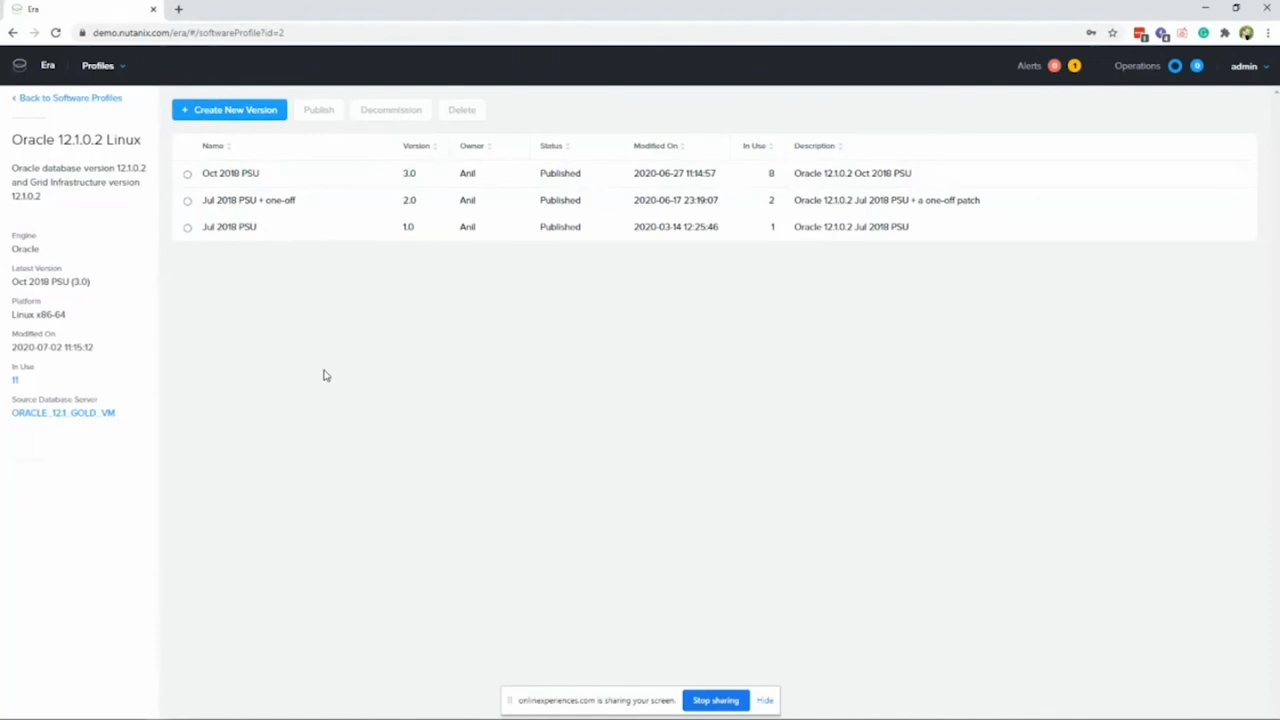 Era
demo.nutanix.com/era/#/softwareProfile?id=2
Era Profiles Alerts 0 1 Operations 0 admin
Back to Software Profiles
Oracle 12.1.0.2 Linux
Oracle database version 12.1.0.2
and Grid Infrastructure version
12.1.0.2
Engine
Oracle
Latest Version
Oct 2018 PSU (3.0)
Platform
Linux x86-64
Modified On
2020-07-02 11:15:12
In Use
11
Source Database Server
ORACLE_12.1_GOLD_VM
+ Create New Version Publish Decommission Delete
Name Version Owner Status Modified On In Use Description
Oct 2018 PSU 3.0 Anil Published 2020-06-27 11:14:57 8 Oracle 12.1.0.2 Oct 2018 PSU
Jul 2018 PSU + one-off 2.0 Anil Published 2020-06-17 23:19:07 2 Oracle 12.1.0.2 Jul 2018 PSU + a one-off patch
Jul 2018 PSU 1.0 Anil Published 2020-03-14 12:25:46 1 Oracle 12.1.0.2 Jul 2018 PSU
onlinexperiences.com is sharing your screen. Stop sharing Hide